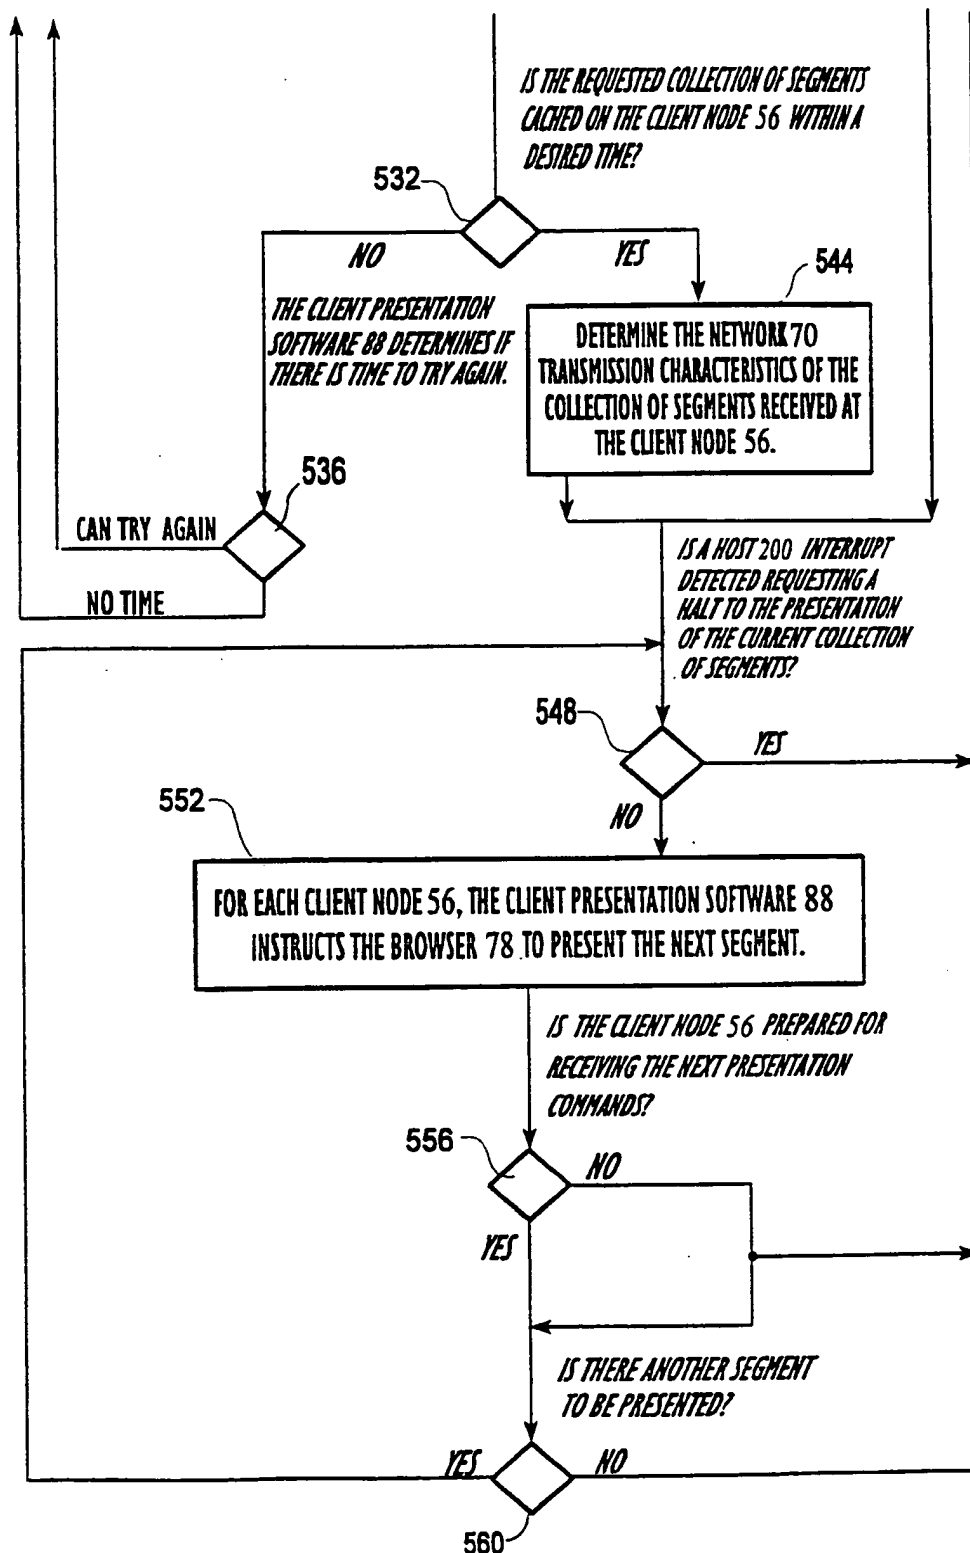 IS THE REQUESTED COLLECTION OF SEGMENTS
CACHED ON THE CLIENT NODE 56 WITHIN A
DESIRED TIME?
532
NO
YES
544
THE CLIENT PRESENTATION
SOFTWARE 88 DETERMINES IF
THERE IS TIME TO TRY AGAIN.
DETERMINE THE NETWORK 70
TRANSMISSION CHARACTERISTICS OF THE
COLLECTION OF SEGMENTS RECEIVED AT
THE CLIENT NODE 56.
536
CAN TRY AGAIN
NO TIME
IS A HOST 200 INTERRUPT
DETECTED REQUESTING A
HALT TO THE PRESENTATION
OF THE CURRENT COLLECTION
OF SEGMENTS?
548
YES
NO
552
FOR EACH CLIENT NODE 56, THE CLIENT PRESENTATION SOFTWARE 88
INSTRUCTS THE BROWSER 78 TO PRESENT THE NEXT SEGMENT.
IS THE CLIENT NODE 56 PREPARED FOR
RECEIVING THE NEXT PRESENTATION
COMMANDS?
556
NO
YES
IS THERE ANOTHER SEGMENT
TO BE PRESENTED?
YES
NO
560